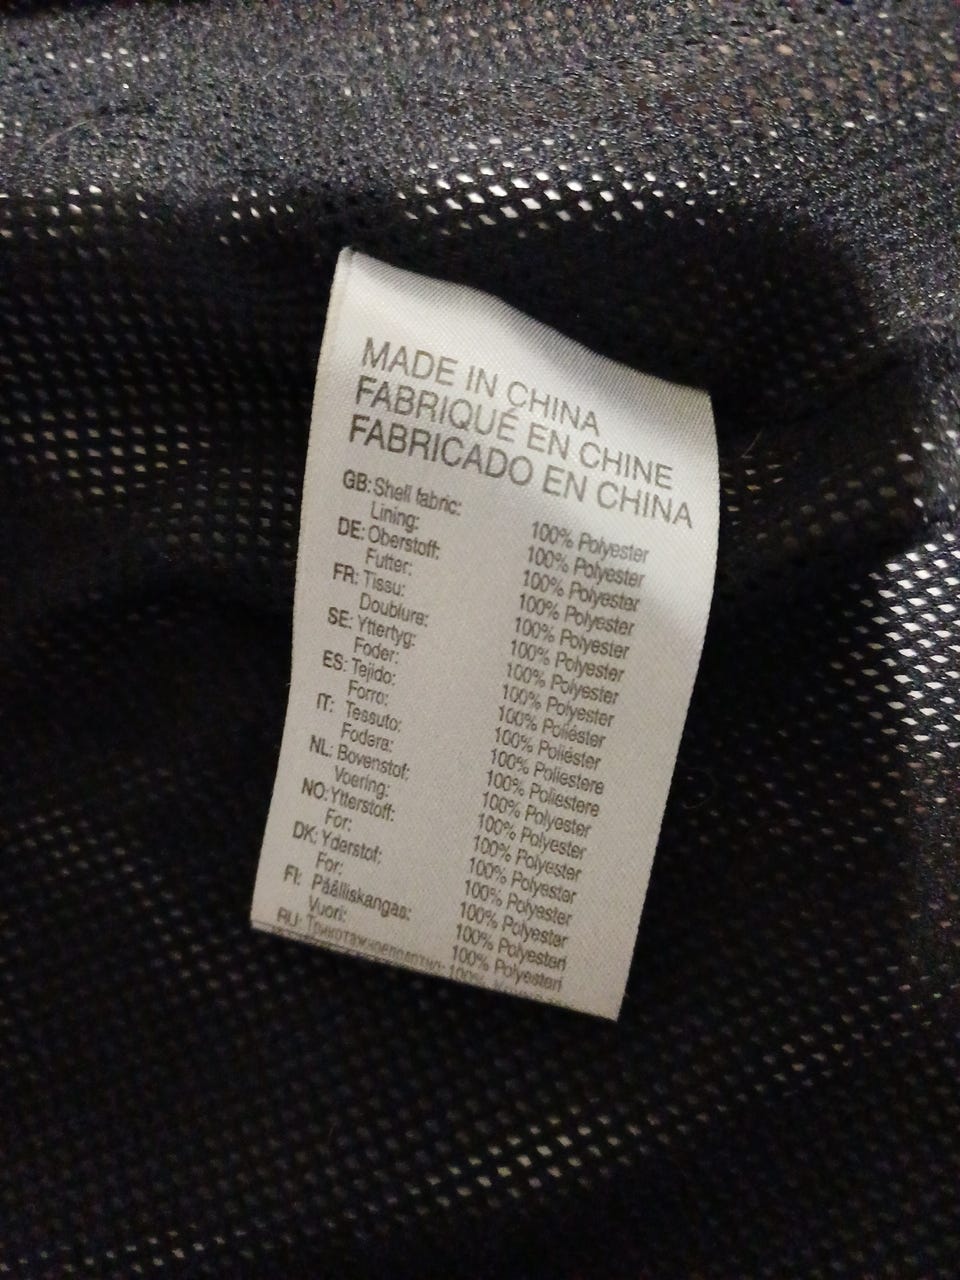 MADE IN CHINA
FABRIQUÉ EN CHINE
FABRICADO EN CHINA
GB: Shell fabric: 100% Polyester
Lining: 100% Polyester
DE: Oberstoff: 100% Polyester
Futter: 100% Polyester
FR: Tissu: 100% Polyester
Doublure: 100% Polyester
SE: Yttertyg: 100% Polyester
Foder: 100% Polyester
ES: Tejido: 100% Poliéster
Forro: 100% Poliéster
IT: Tessuto: 100% Poliestere
Fodera: 100% Poliestere
NL: Bovenstof: 100% Polyester
Voering: 100% Polyester
NO: Ytterstoff: 100% Polyester
For: 100% Polyester
DK: Yderstof: 100% Polyester
For: 100% Polyester
FI: Päälliskangas: 100% Polyesteri
Vuori: 100% Polyesteri
RU: 100%